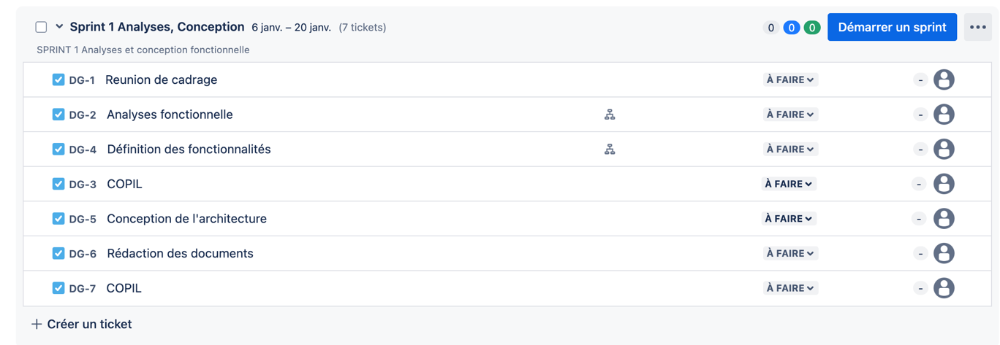 Sprint 1 Analyses, Conception 6 janv. – 20 janv. (7 tickets) 0 0 0 Démarrer un sprint
SPRINT 1 Analyses et conception fonctionnelle
DG-1 Reunion de cadrage À FAIRE -
DG-2 Analyses fonctionnelle À FAIRE -
DG-4 Définition des fonctionnalités À FAIRE -
DG-3 COPIL À FAIRE -
DG-5 Conception de l'architecture À FAIRE -
DG-6 Rédaction des documents À FAIRE -
DG-7 COPIL À FAIRE -
+ Créer un ticket